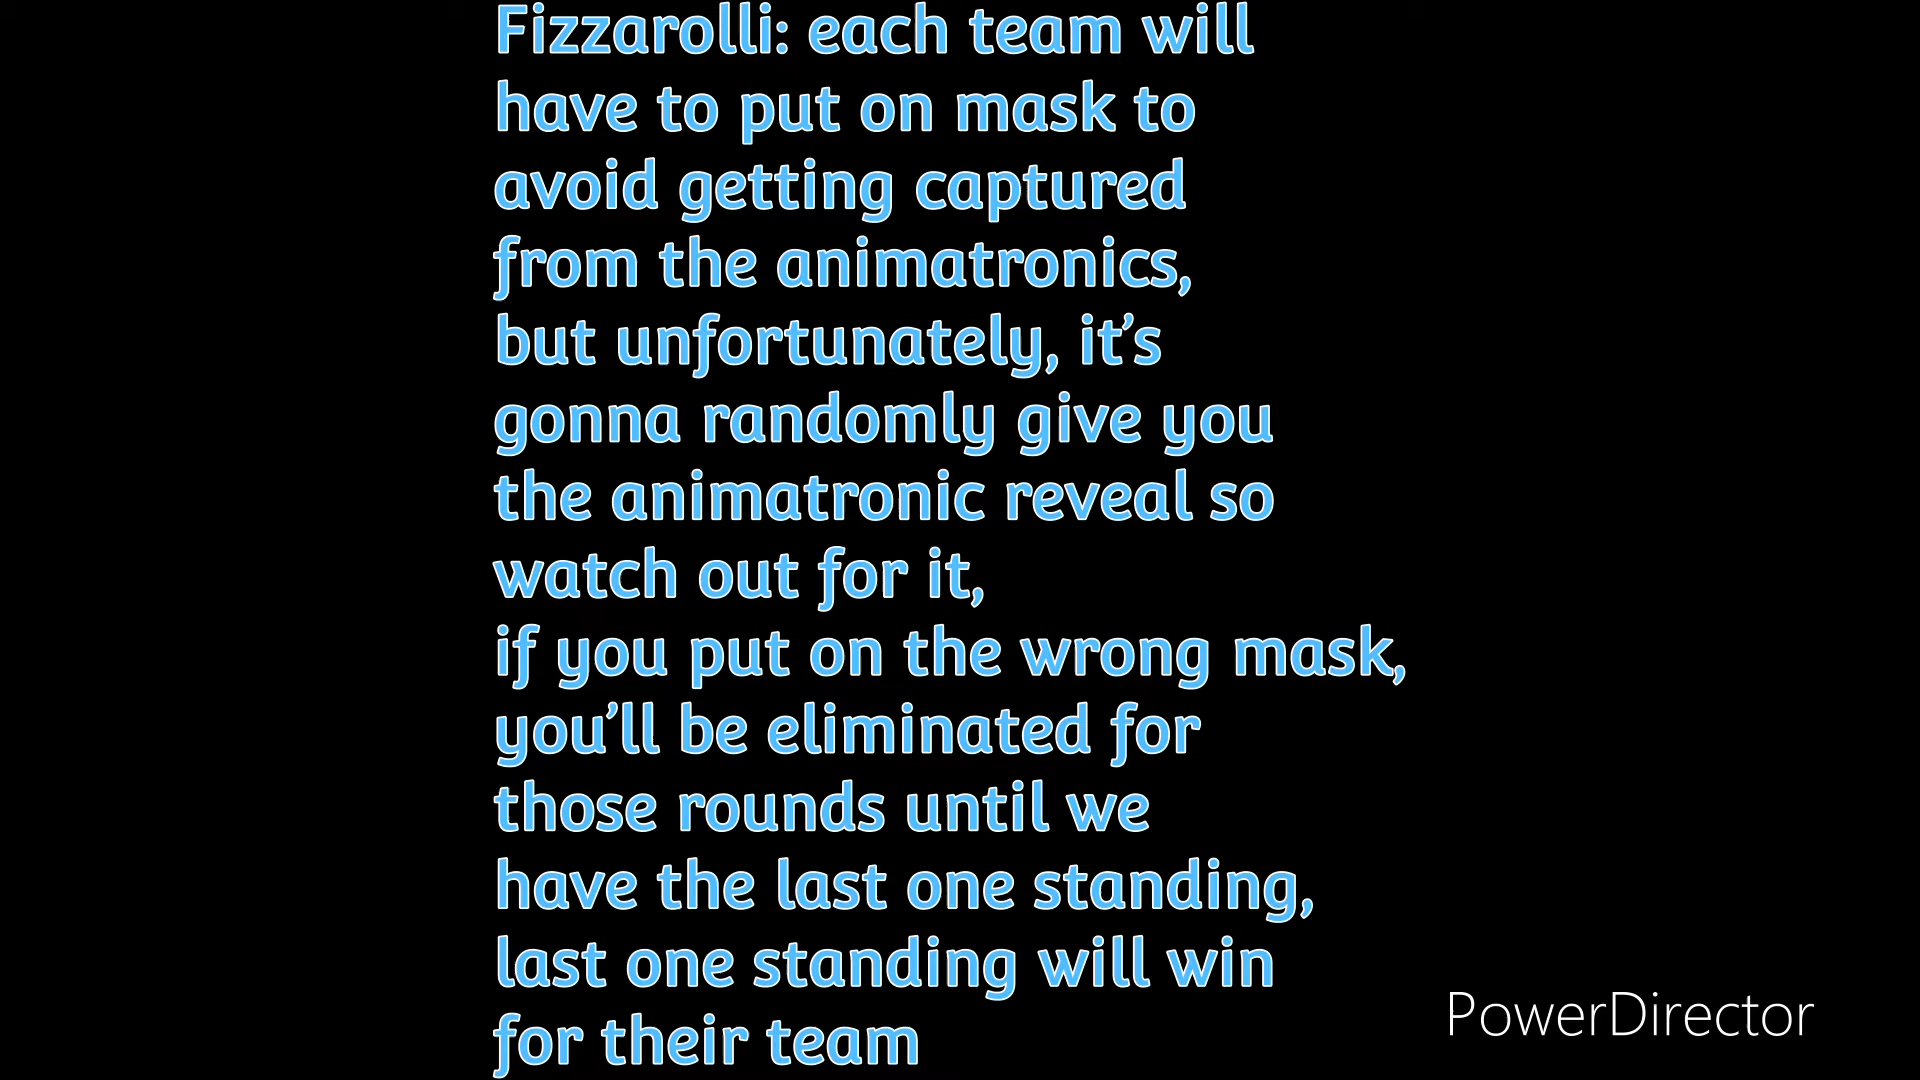 Fizzarolli: each team will
have to put on mask to
avoid getting captured
from the animatronics,
but unfortunately, it’s
gonna randomly give you
the animatronic reveal so
watch out for it,
if you put on the wrong mask,
you’ll be eliminated for
those rounds until we
have the last one standing,
last one standing will win
for their team
PowerDirector